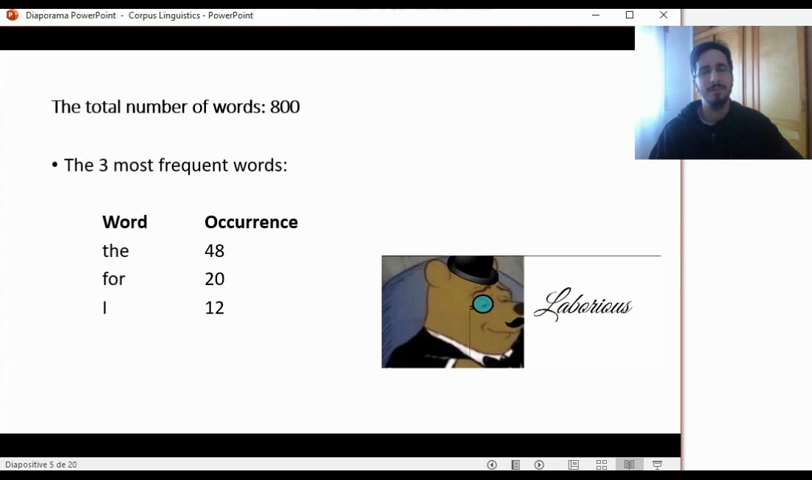 Diaporama PowerPoint - Corpus Linguistics - PowerPoint
The total number of words: 800
• The 3 most frequent words:
Word Occurrence
the 48
for 20
I 12
Laborious
Diapositive 5 de 20